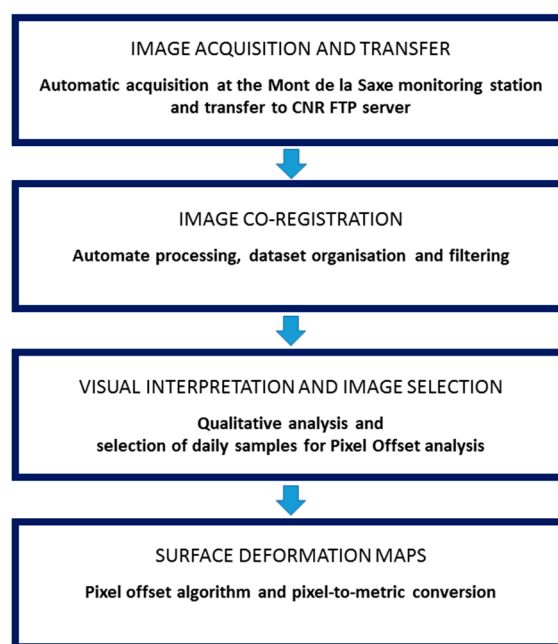 IMAGE ACQUISITION AND TRANSFER
Automatic acquisition at the Mont de la Saxe monitoring station
and transfer to CNR FTP server
IMAGE CO-REGISTRATION
Automate processing, dataset organisation and filtering
VISUAL INTERPRETATION AND IMAGE SELECTION
Qualitative analysis and
selection of daily samples for Pixel Offset analysis
SURFACE DEFORMATION MAPS
Pixel offset algorithm and pixel-to-metric conversion